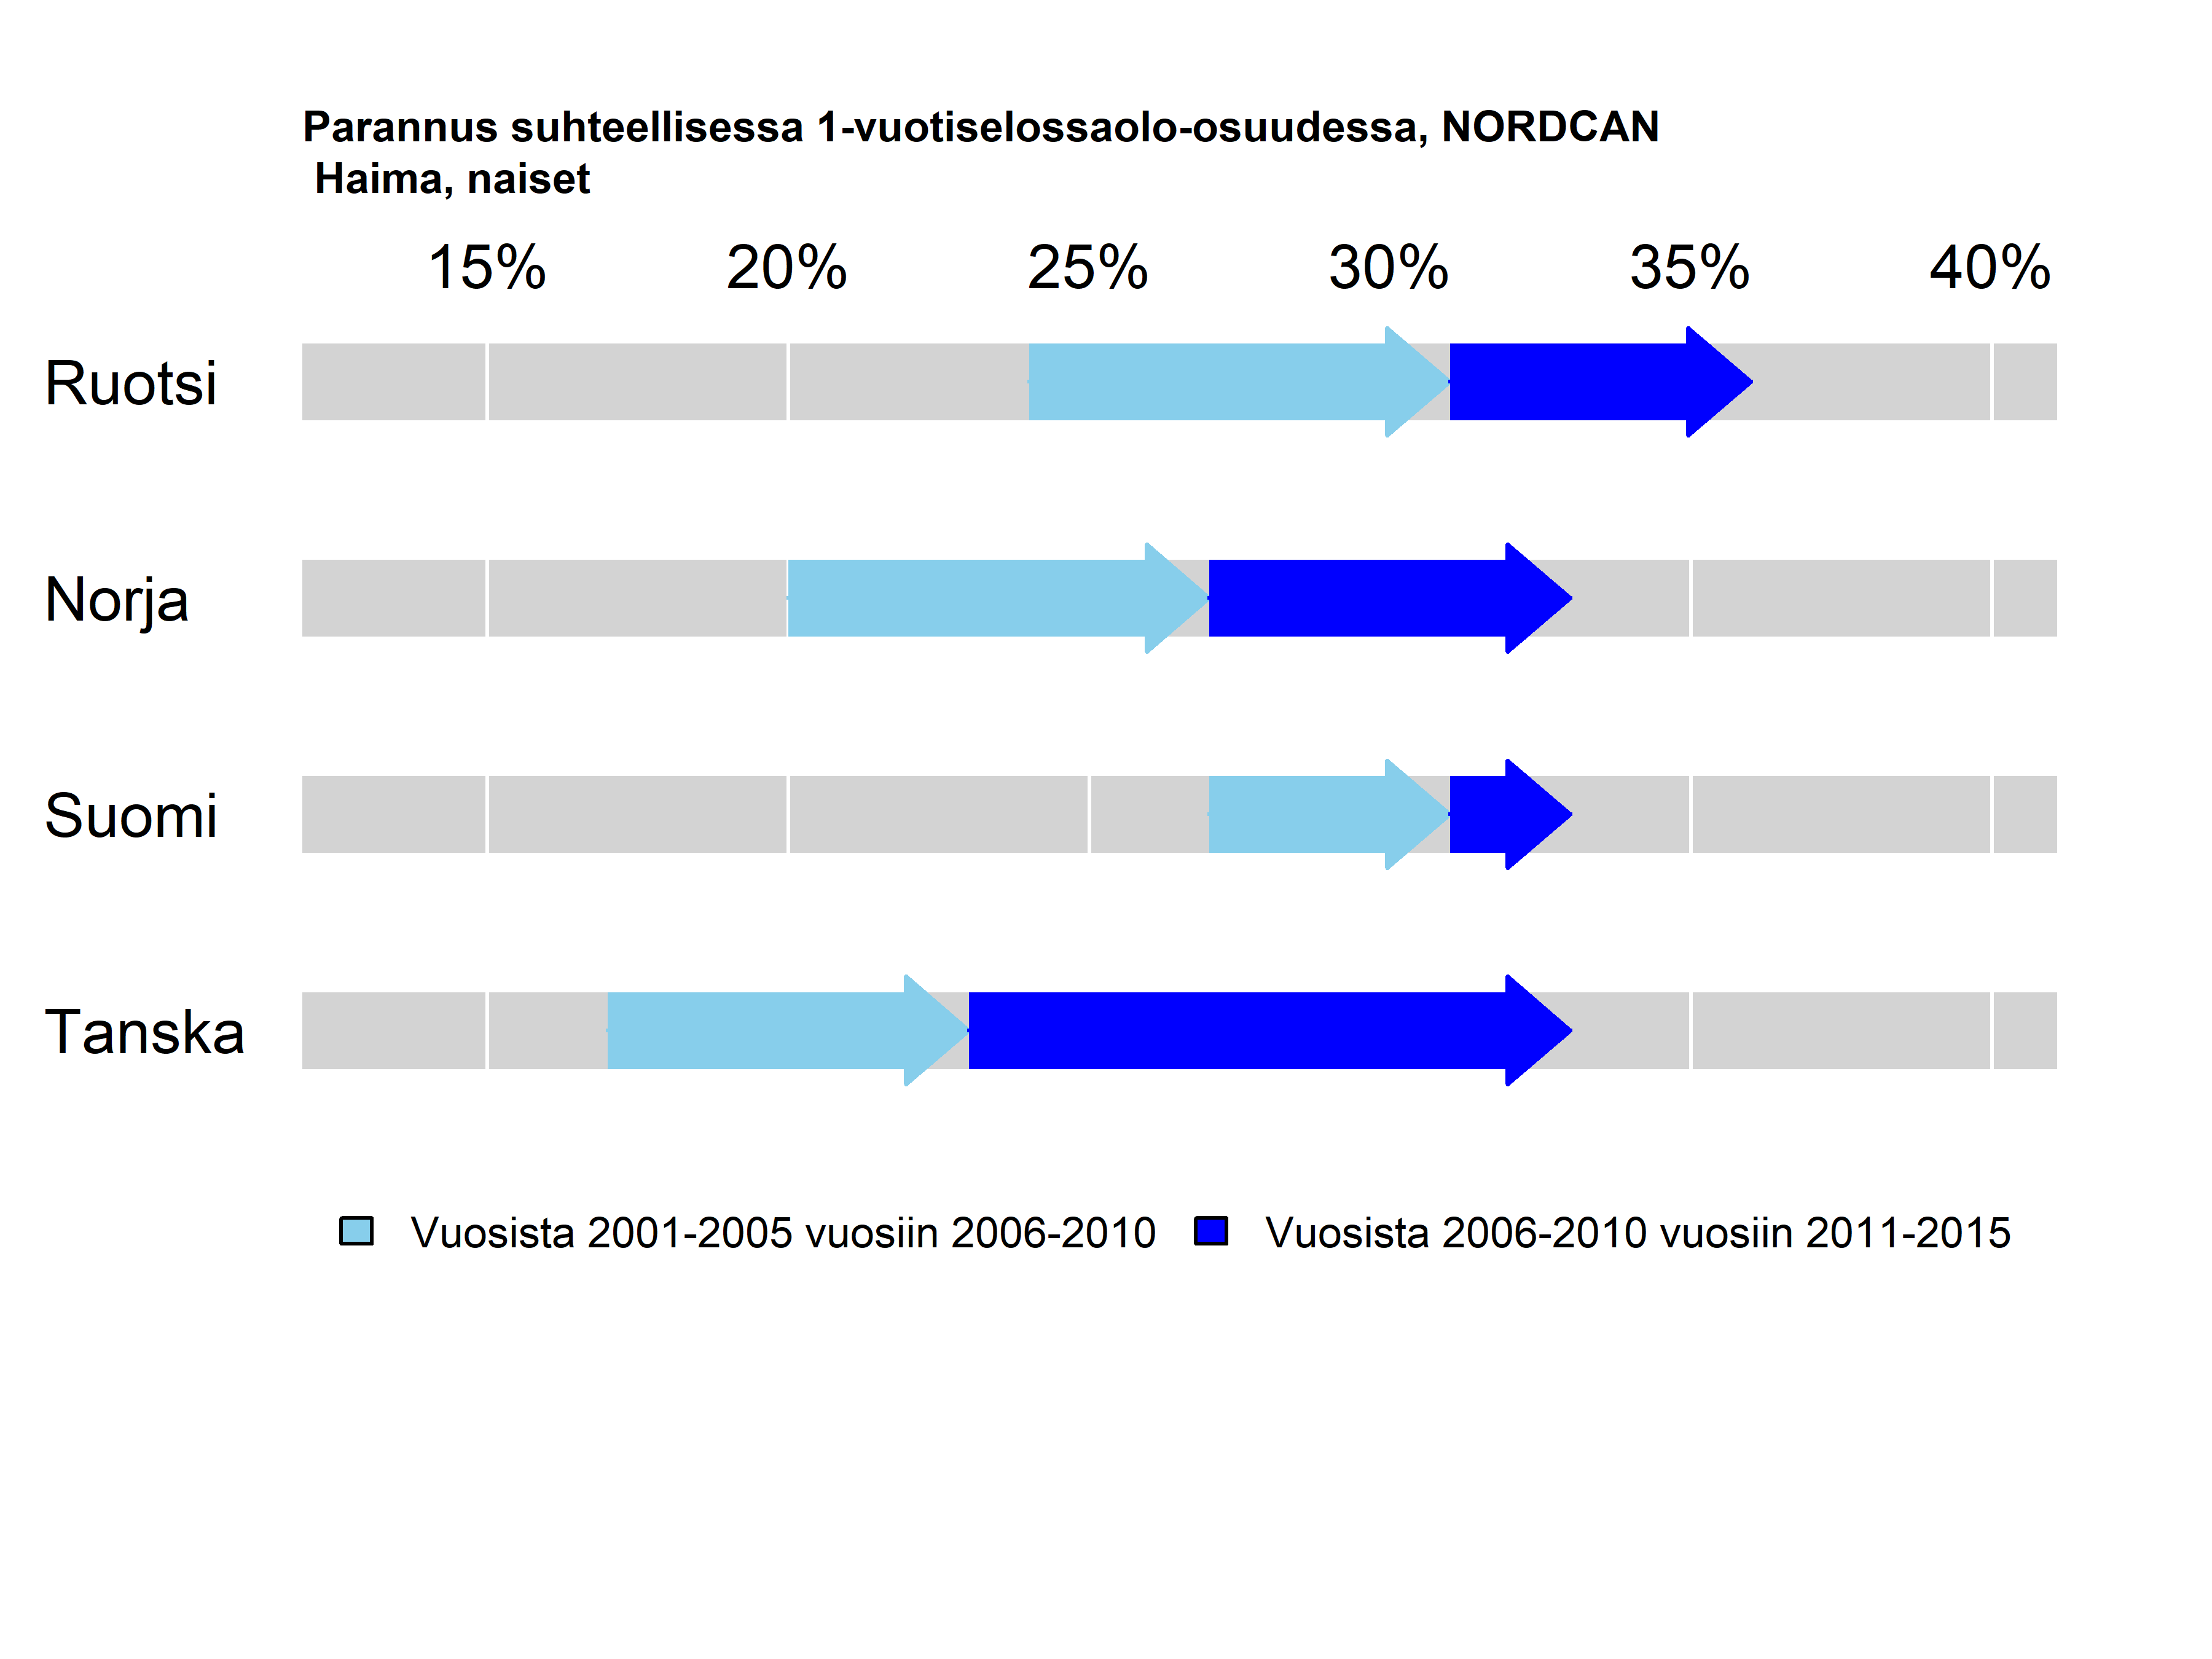 Parannus suhteellisessa 1-vuotiselossaolo-osuudessa, NORDCAN
Haima, naiset
15% 20% 25% 30% 35% 40%
Ruotsi
Norja
Suomi
Tanska
Vuosista 2001-2005 vuosiin 2006-2010 Vuosista 2006-2010 vuosiin 2011-2015